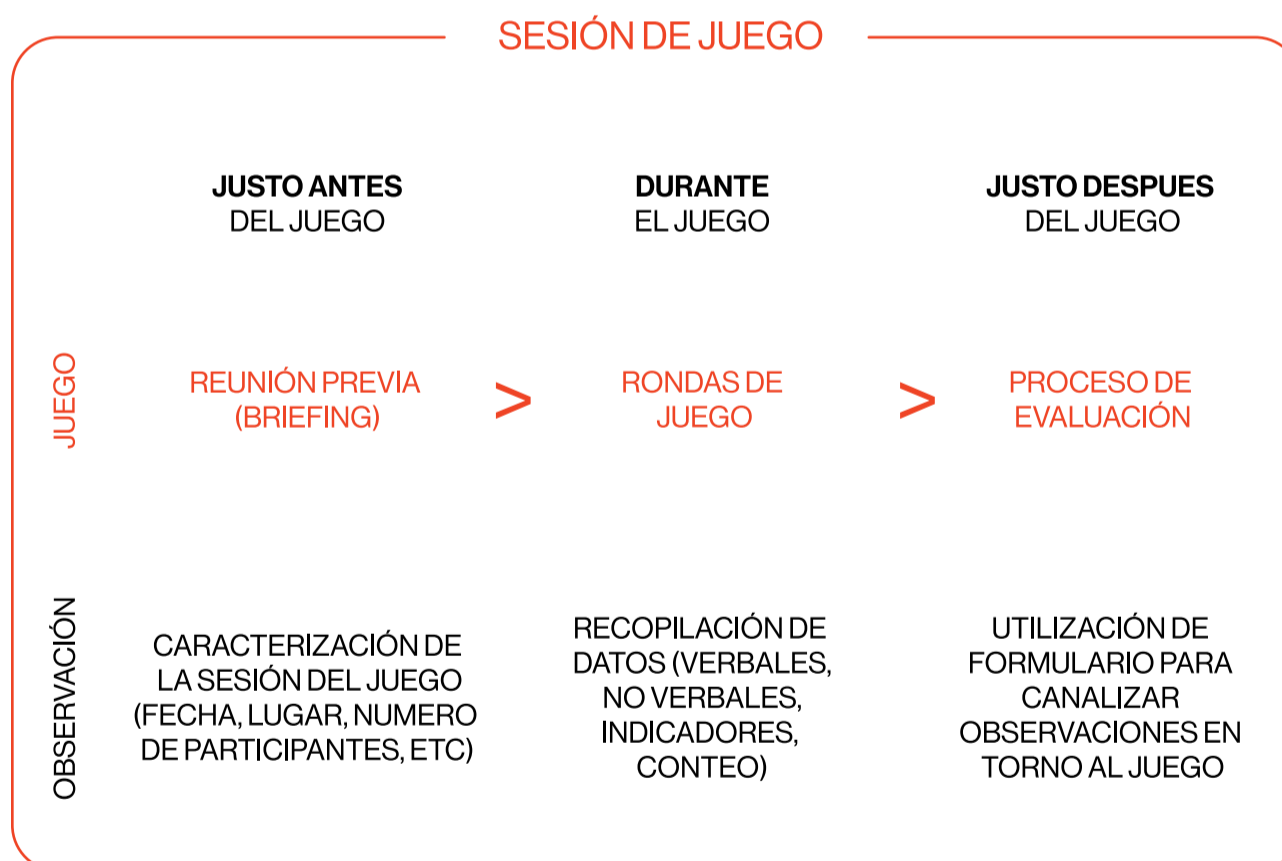 SESIÓN DE JUEGO
JUSTO ANTES
DEL JUEGO
DURANTE
EL JUEGO
JUSTO DESPUES
DEL JUEGO
JUEGO
REUNIÓN PREVIA
(BRIEFING)
>
RONDAS DE
JUEGO
>
PROCESO DE
EVALUACIÓN
OBSERVACIÓN
CARACTERIZACIÓN DE
LA SESIÓN DEL JUEGO
(FECHA, LUGAR, NUMERO
DE PARTICIPANTES, ETC)
RECOPILACIÓN DE
DATOS (VERBALES,
NO VERBALES,
INDICADORES,
CONTEO)
UTILIZACIÓN DE
FORMULARIO PARA
CANALIZAR
OBSERVACIONES EN
TORNO AL JUEGO